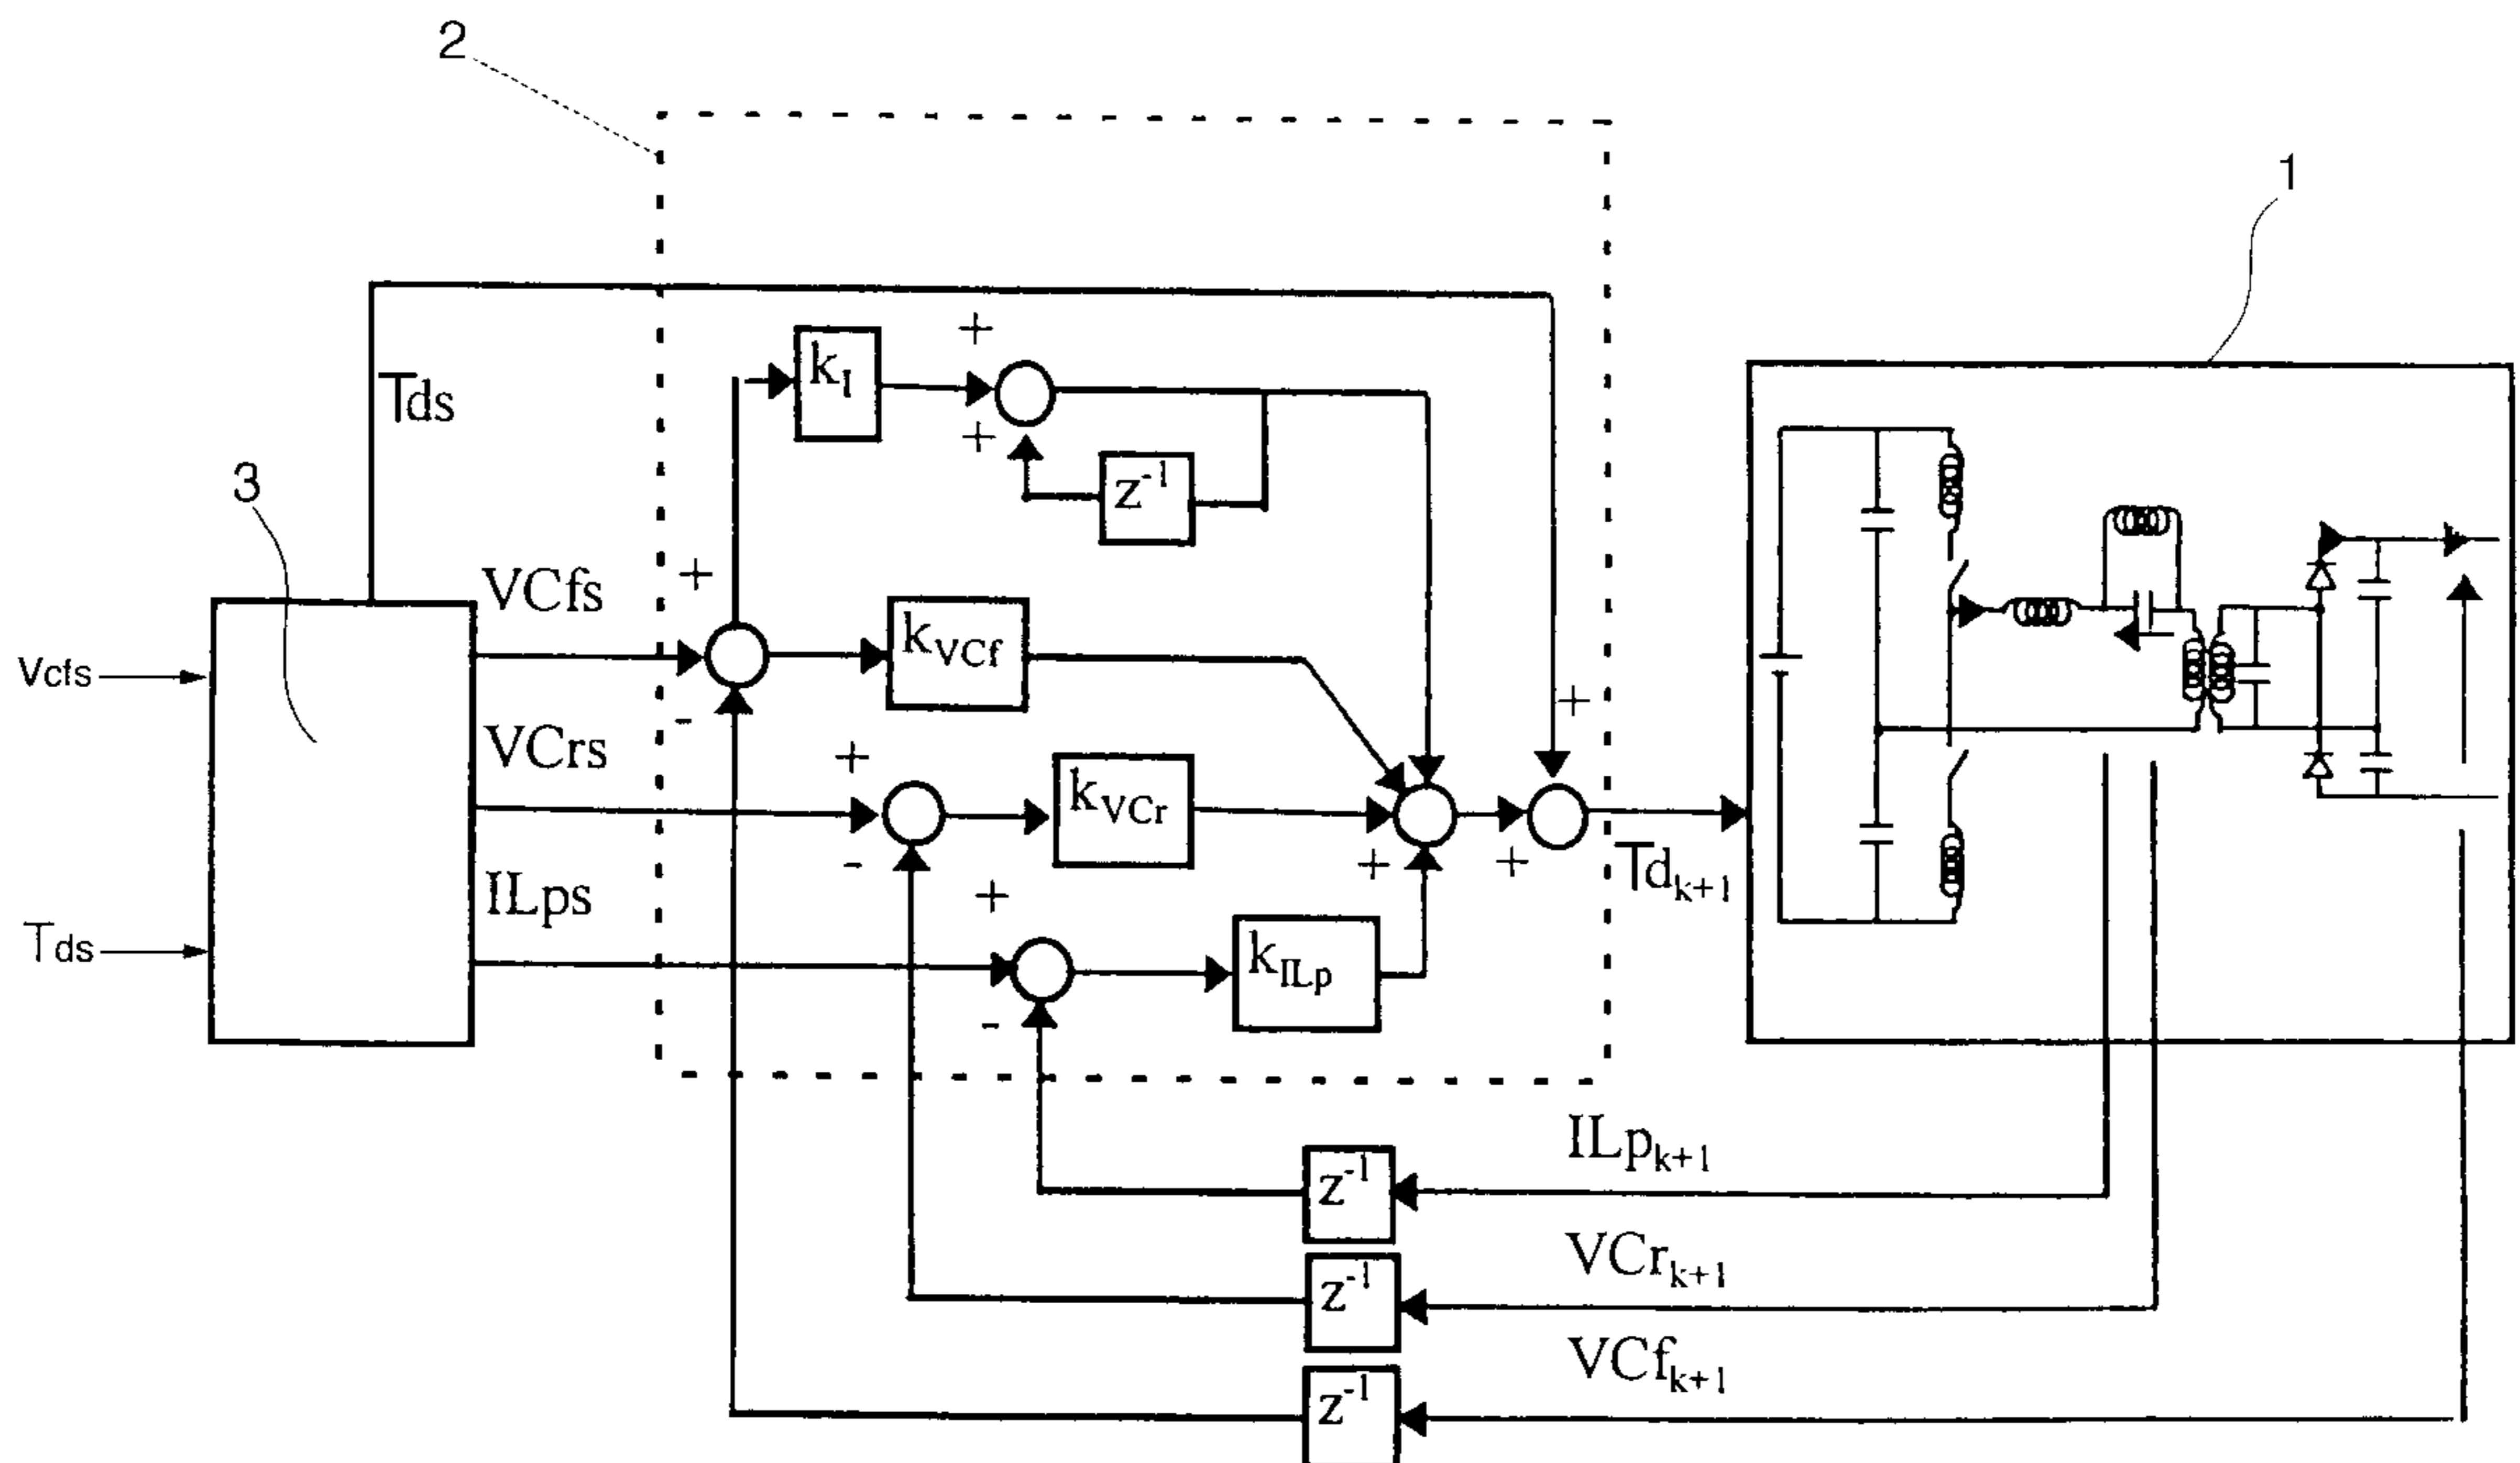 2
1
+
k_I
Tds
+
z^-1
3
VCfs
+
k_VCf
Vcfs
-
+
VCrs
+
k_VCr
-
+
+
Td_k+1
ILps
+
k_ILp
Tds
-
ILp_k+1
z^-1
VCr_k+1
z^-1
VCf_k+1
z^-1